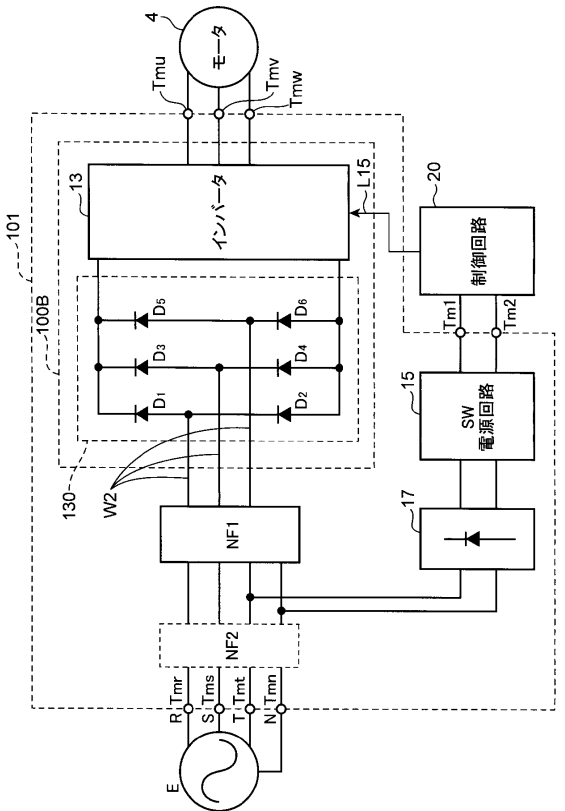 101
100B
130
W2
E
R
Tmr
S
Tms
T
Tmt
N
Tmn
NF2
NF1
D1
D2
D3
D4
D5
D6
13
インバータ
Tmu
Tmv
Tmw
4
モータ
L15
17
15
SW
電源回路
Tm1
Tm2
20
制御回路